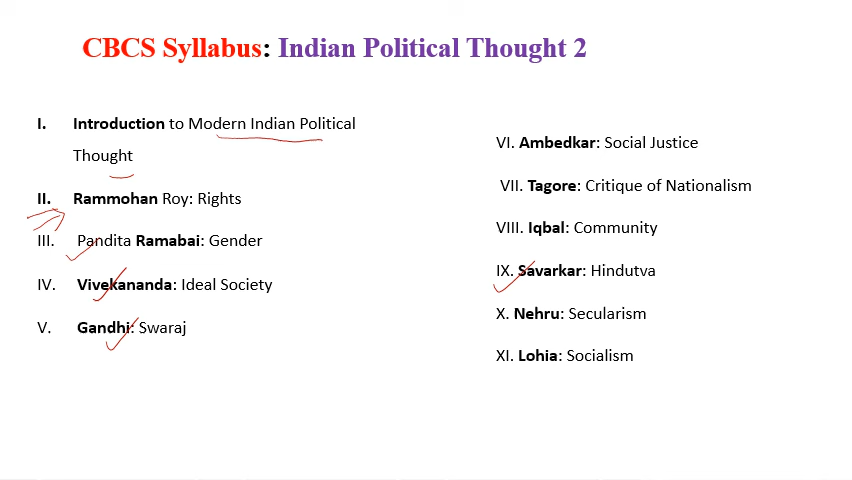 CBCS Syllabus: Indian Political Thought 2
I. Introduction to Modern Indian Political
Thought
II. Rammohan Roy: Rights
III. Pandita Ramabai: Gender
IV. Vivekananda: Ideal Society
V. Gandhi: Swaraj
VI. Ambedkar: Social Justice
VII. Tagore: Critique of Nationalism
VIII. Iqbal: Community
IX. Savarkar: Hindutva
X. Nehru: Secularism
XI. Lohia: Socialism